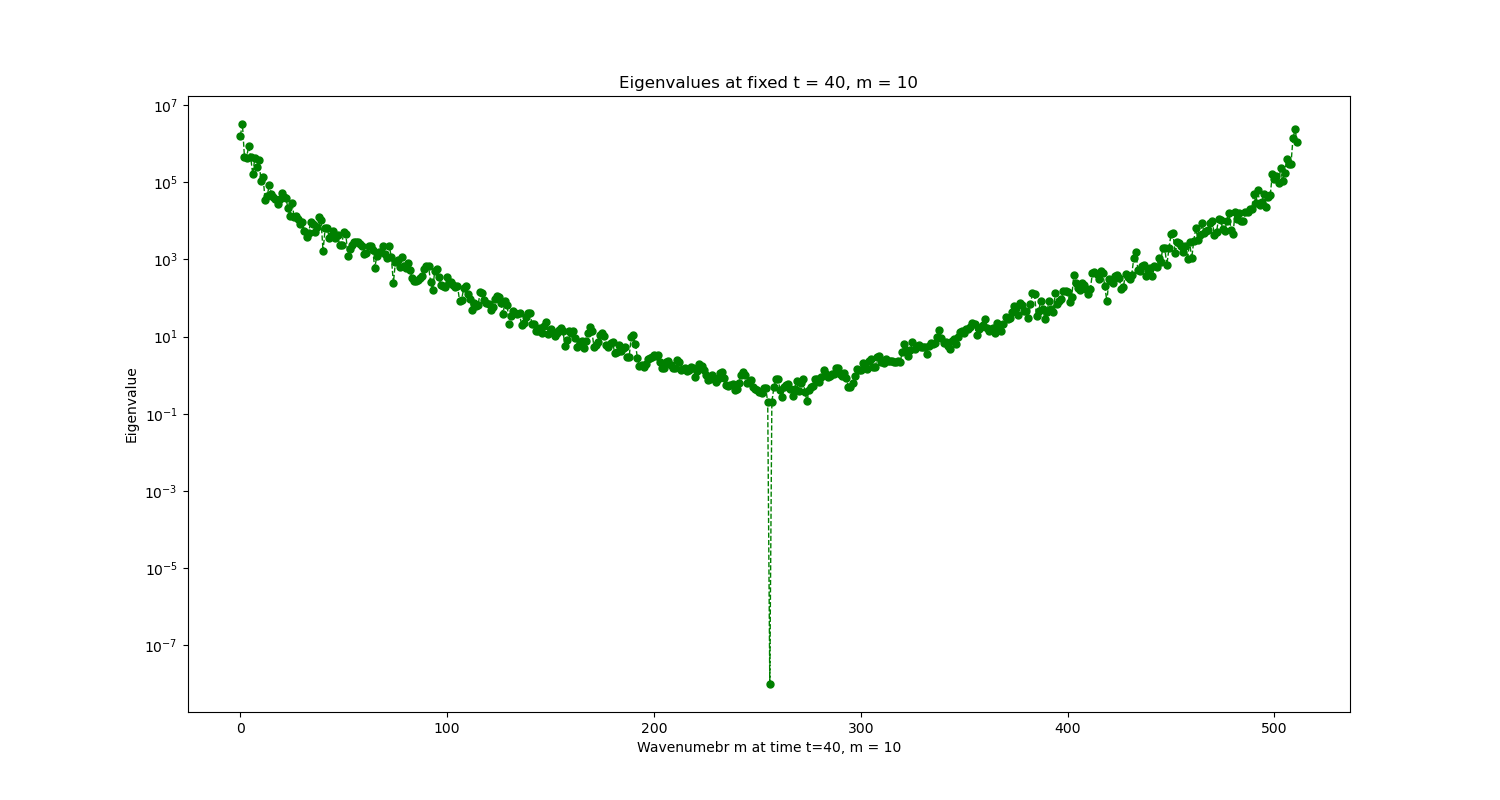 Eigenvalues at fixed t = 40, m = 10
10^7
10^5
10^3
10^1
10^-1
10^-3
10^-5
10^-7
Eigenvalue
0 100 200 300 400 500
Wavenumebr m at time t=40, m = 10